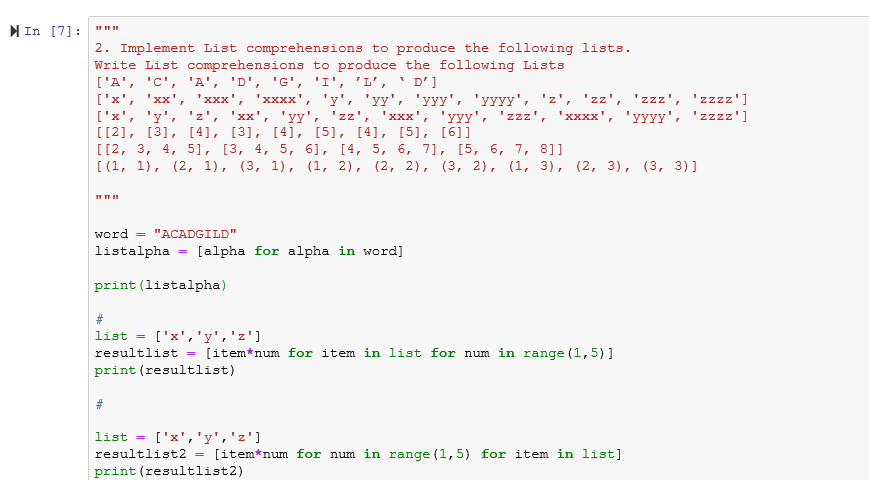 In [7]: """
2. Implement List comprehensions to produce the following lists.
Write List comprehensions to produce the following Lists
['A', 'C', 'A', 'D', 'G', 'I', ’L’, ‘ D’]
['x', 'xx', 'xxx', 'xxxx', 'y', 'yy', 'yyy', 'yyyy', 'z', 'zz', 'zzz', 'zzzz']
['x', 'y', 'z', 'xx', 'yy', 'zz', 'xxx', 'yyy', 'zzz', 'xxxx', 'yyyy', 'zzzz']
[[2], [3], [4], [3], [4], [5], [4], [5], [6]]
[[2, 3, 4, 5], [3, 4, 5, 6], [4, 5, 6, 7], [5, 6, 7, 8]]
[(1, 1), (2, 1), (3, 1), (1, 2), (2, 2), (3, 2), (1, 3), (2, 3), (3, 3)]
"""
word = "ACADGILD"
listalpha = [alpha for alpha in word]
print(listalpha)
#
list = ['x','y','z']
resultlist = [item*num for item in list for num in range(1,5)]
print(resultlist)
#
list = ['x','y','z']
resultlist2 = [item*num for num in range(1,5) for item in list]
print(resultlist2)